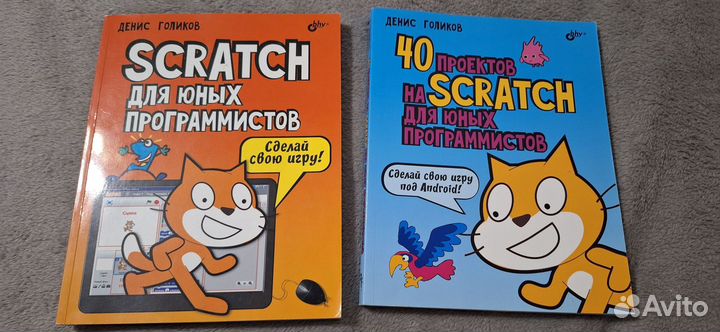 ДЕНИС ГОЛИКОВ
bhv
SCRATCH
ДЛЯ ЮНЫХ
ПРОГРАММИСТОВ
Сделай
свою игру!
ДЕНИС ГОЛИКОВ
bhv
40 ПРОЕКТОВ
НА SCRATCH
ДЛЯ ЮНЫХ
ПРОГРАММИСТОВ
Сделай свою игру
под Android!
Avito